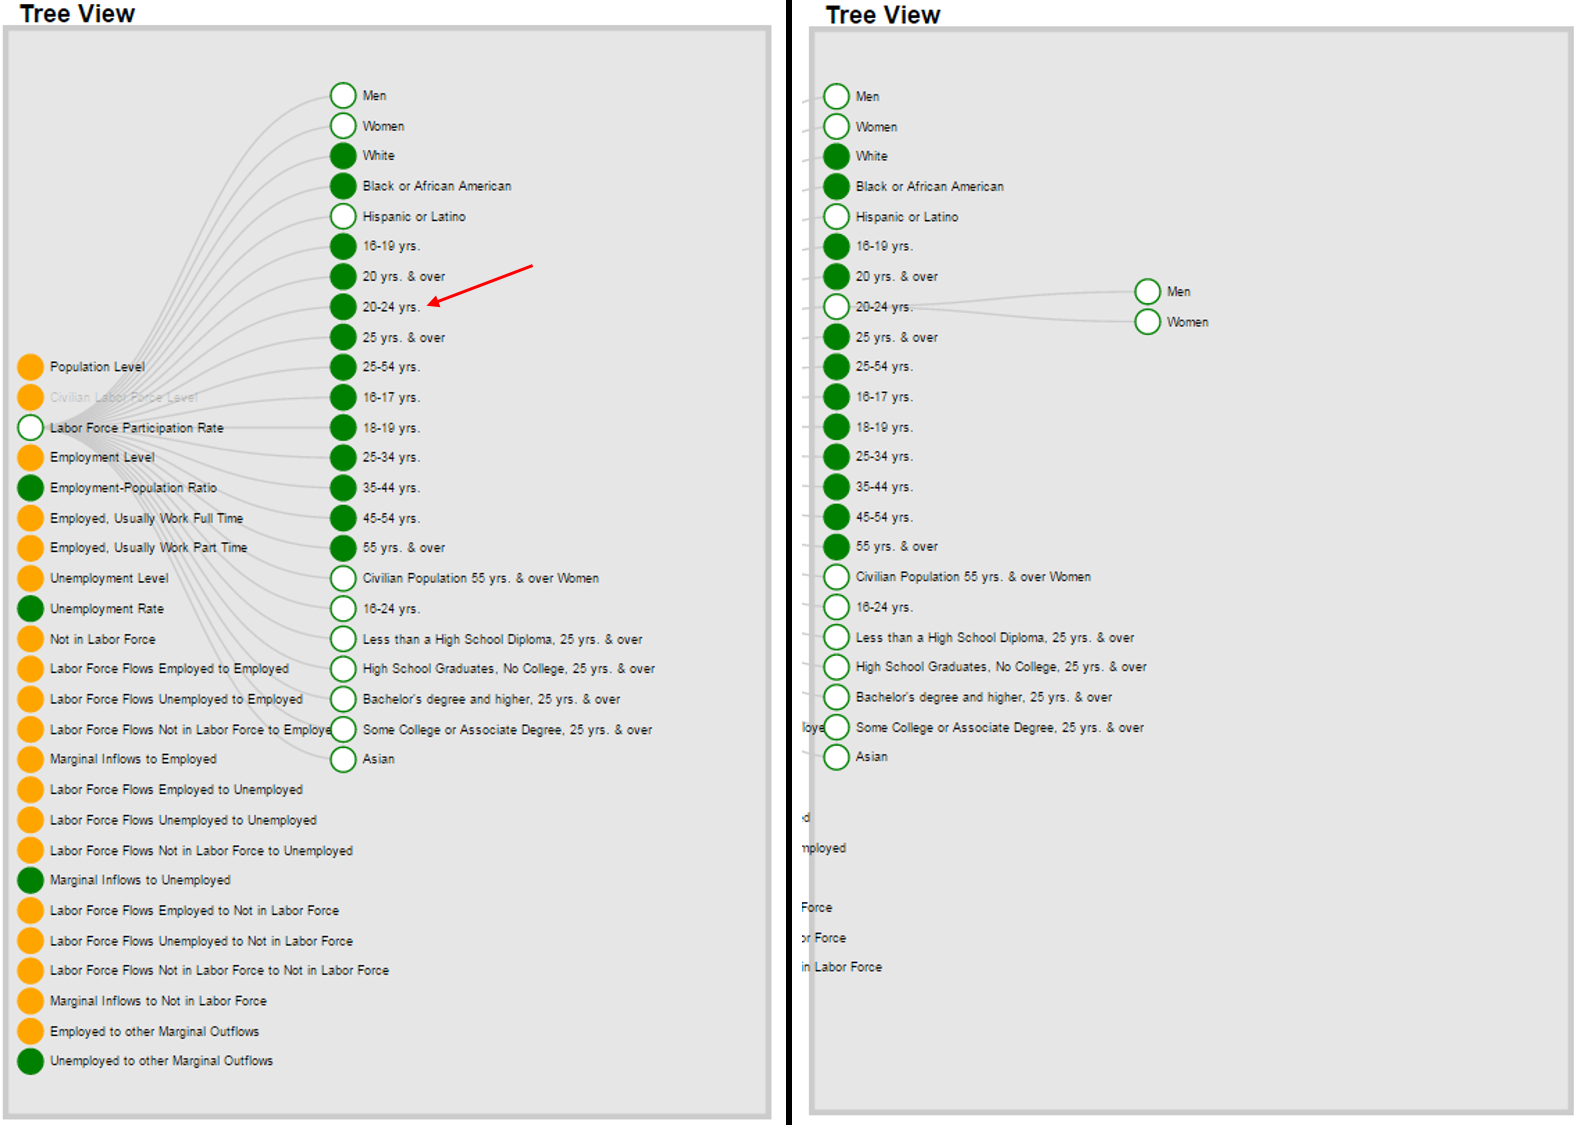 Tree View
Men
Women
White
Black or African American
Hispanic or Latino
16-19 yrs.
20 yrs. & over
20-24 yrs.
25 yrs. & over
25-54 yrs.
16-17 yrs.
18-19 yrs.
25-34 yrs.
35-44 yrs.
45-54 yrs.
55 yrs. & over
Civilian Population 55 yrs. & over Women
16-24 yrs.
Less than a High School Diploma, 25 yrs. & over
High School Graduates, No College, 25 yrs. & over
Bachelor's degree and higher, 25 yrs. & over
Some College or Associate Degree, 25 yrs. & over
Asian
Population Level
Civilian Labor Force Level
Labor Force Participation Rate
Employment Level
Employment-Population Ratio
Employed, Usually Work Full Time
Employed, Usually Work Part Time
Unemployment Level
Unemployment Rate
Not in Labor Force
Labor Force Flows Employed to Employed
Labor Force Flows Unemployed to Employed
Labor Force Flows Not in Labor Force to Employe
Marginal Inflows to Employed
Labor Force Flows Employed to Unemployed
Labor Force Flows Unemployed to Unemployed
Labor Force Flows Not in Labor Force to Unemployed
Marginal Inflows to Unemployed
Labor Force Flows Employed to Not in Labor Force
Labor Force Flows Unemployed to Not in Labor Force
Labor Force Flows Not in Labor Force to Not in Labor Force
Marginal Inflows to Not in Labor Force
Employed to other Marginal Outflows
Unemployed to other Marginal Outflows
Tree View
Men
Women
White
Black or African American
Hispanic or Latino
16-19 yrs.
20 yrs. & over
20-24 yrs.
25 yrs. & over
25-54 yrs.
16-17 yrs.
18-19 yrs.
25-34 yrs.
35-44 yrs.
45-54 yrs.
55 yrs. & over
Civilian Population 55 yrs. & over Women
16-24 yrs.
Less than a High School Diploma, 25 yrs. & over
High School Graduates, No College, 25 yrs. & over
Bachelor's degree and higher, 25 yrs. & over
Some College or Associate Degree, 25 yrs. & over
Asian
Men
Women
loye
ed
mployed
Force
or Force
in Labor Force